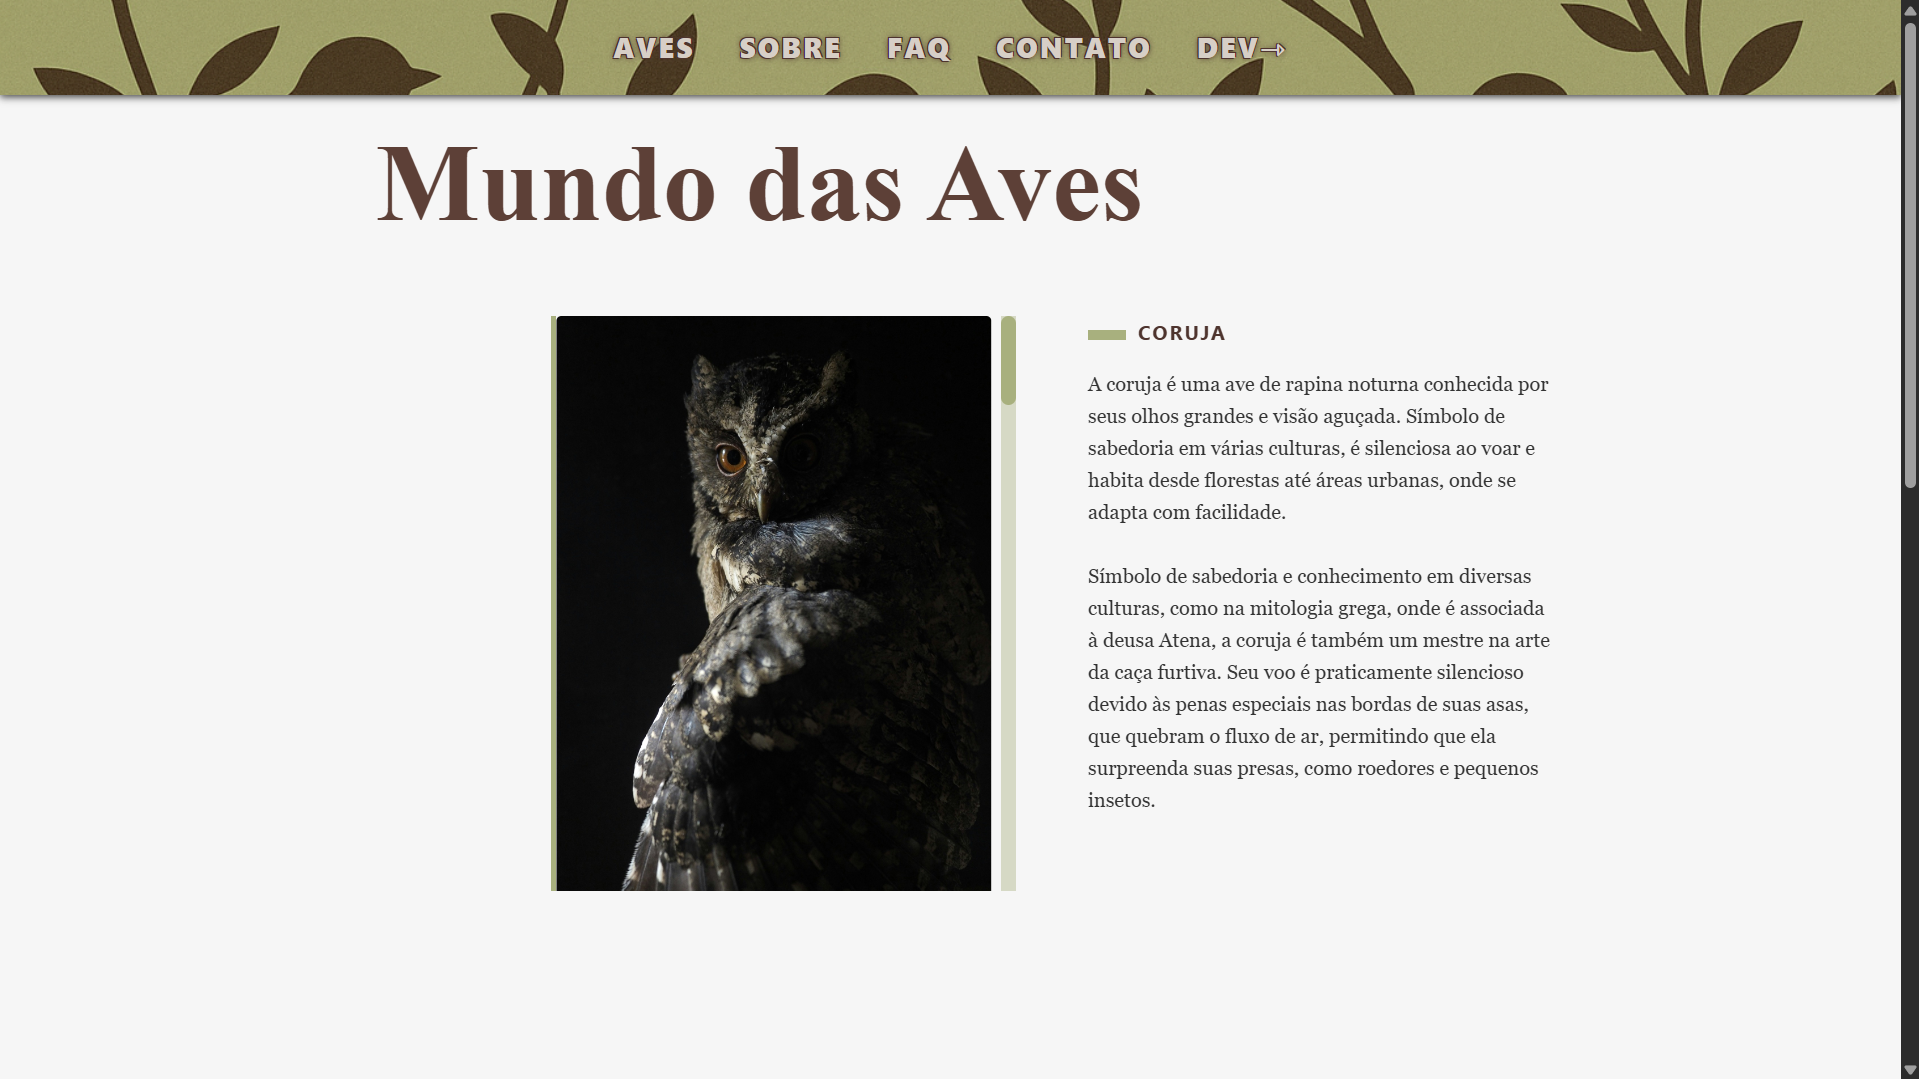 AVES SOBRE FAQ CONTATO DEV→
Mundo das Aves
CORUJA
A coruja é uma ave de rapina noturna conhecida por
seus olhos grandes e visão aguçada. Símbolo de
sabedoria em várias culturas, é silenciosa ao voar e
habita desde florestas até áreas urbanas, onde se
adapta com facilidade.
Símbolo de sabedoria e conhecimento em diversas
culturas, como na mitologia grega, onde é associada
à deusa Atena, a coruja é também um mestre na arte
da caça furtiva. Seu voo é praticamente silencioso
devido às penas especiais nas bordas de suas asas,
que quebram o fluxo de ar, permitindo que ela
surpreenda suas presas, como roedores e pequenos
insetos.